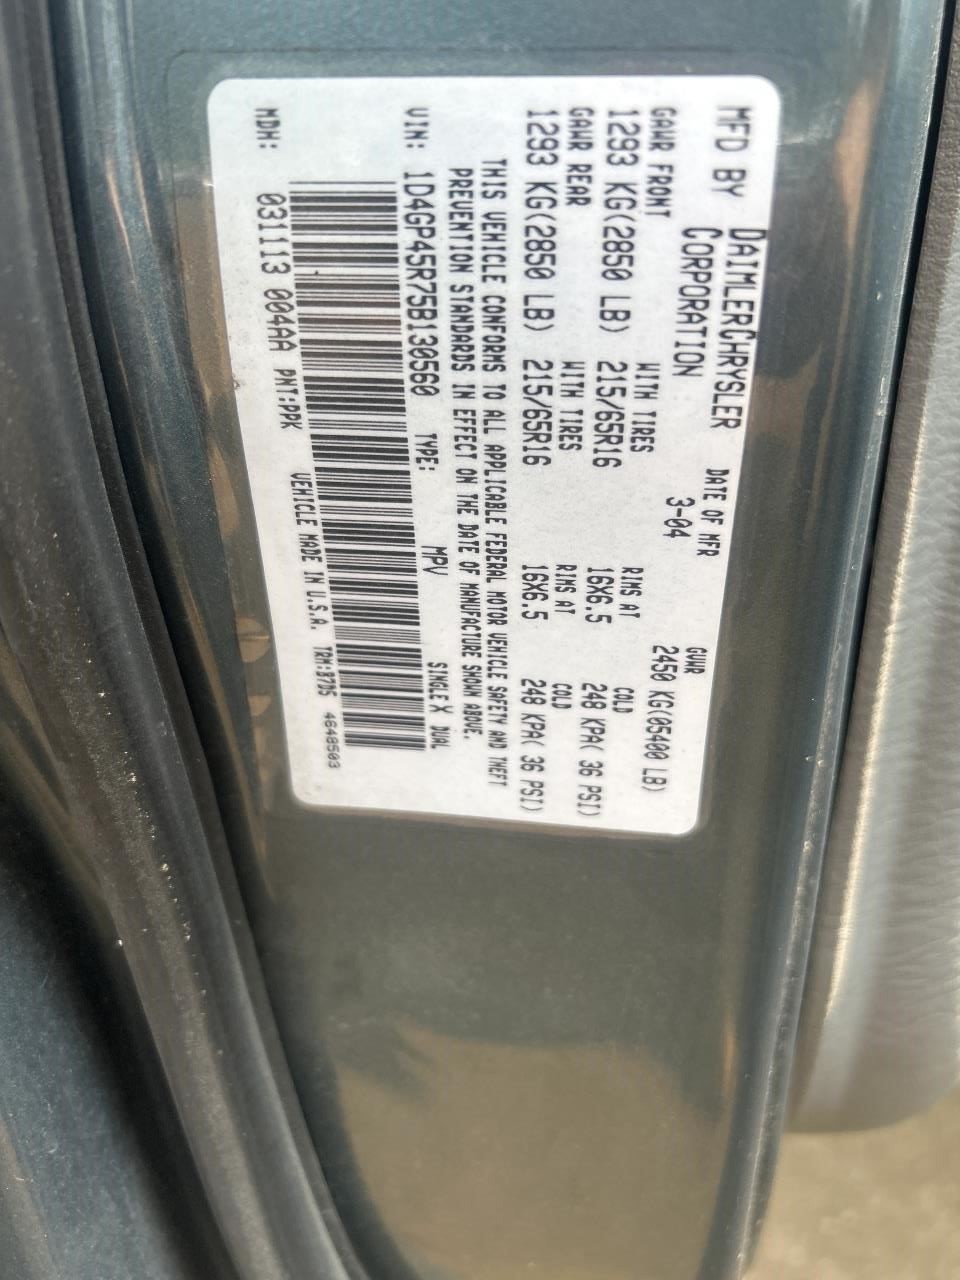 MFD BY DAIMLERCHRYSLER CORPORATION DATE OF MFR 3-04 GVWR 2450 KG(05400 LB)
GAWR FRONT WITH TIRES RIMS AT COLD
1293 KG(2850 LB) 215/65R16 16X6.5 248 KPA( 36 PSI)
GAWR REAR WITH TIRES RIMS AT COLD
1293 KG(2850 LB) 215/65R16 16X6.5 248 KPA( 36 PSI)
THIS VEHICLE CONFORMS TO ALL APPLICABLE FEDERAL MOTOR VEHICLE SAFETY AND THEFT
PREVENTION STANDARDS IN EFFECT ON THE DATE OF MANUFACTURE SHOWN ABOVE.
VIN: 1D4GP45R75B130560 TYPE: MPV SINGLE X DUAL
MDH: 031113 004AA PNT:PPK VEHICLE MADE IN U.S.A. TRM:B7D5 4648503